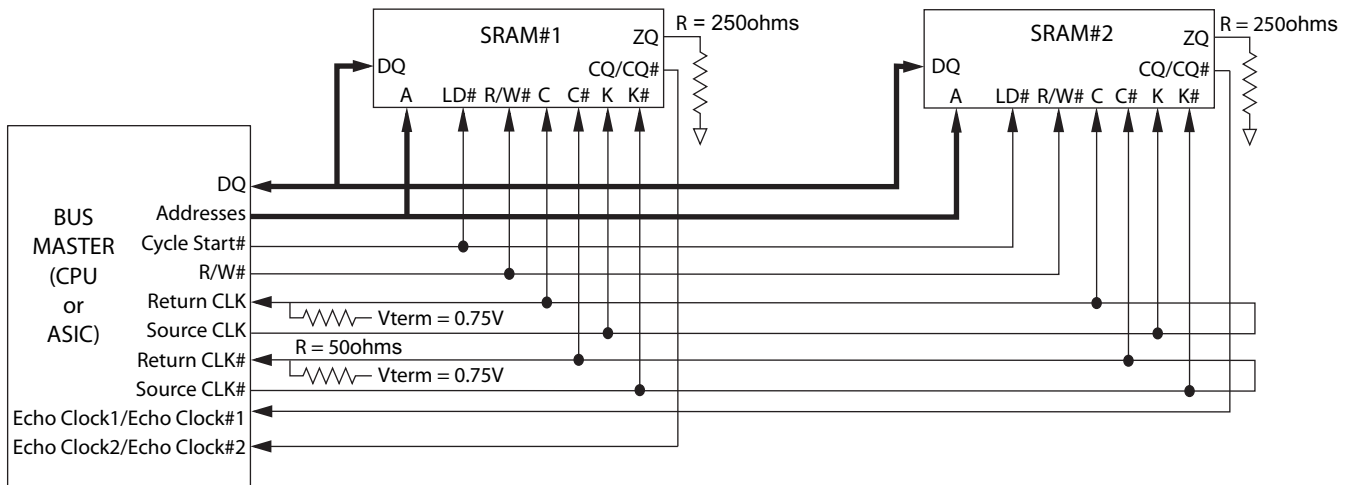 SRAM#1
ZQ
R = 250ohms
DQ
CQ/CQ#
A LD# R/W# C C# K K#
SRAM#2
ZQ
R = 250ohms
DQ
CQ/CQ#
A LD# R/W# C C# K K#
BUS
MASTER
(CPU
or
ASIC)
DQ
Addresses
Cycle Start#
R/W#
Return CLK
Vterm = 0.75V
Source CLK
R = 50ohms
Return CLK#
Vterm = 0.75V
Source CLK#
Echo Clock1/Echo Clock#1
Echo Clock2/Echo Clock#2